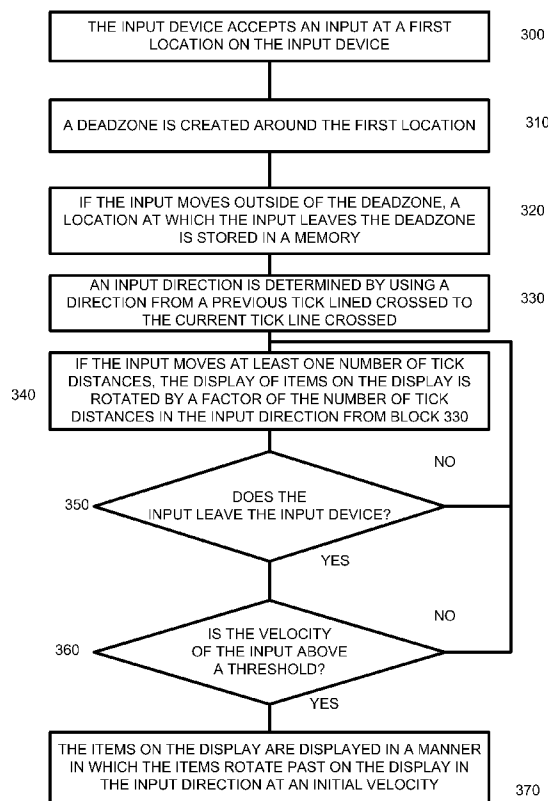 THE INPUT DEVICE ACCEPTS AN INPUT AT A FIRST
LOCATION ON THE INPUT DEVICE
300
A DEADZONE IS CREATED AROUND THE FIRST LOCATION
310
IF THE INPUT MOVES OUTSIDE OF THE DEADZONE, A
LOCATION AT WHICH THE INPUT LEAVES THE DEADZONE
IS STORED IN A MEMORY
320
AN INPUT DIRECTION IS DETERMINED BY USING A
DIRECTION FROM A PREVIOUS TICK LINED CROSSED TO
THE CURRENT TICK LINE CROSSED
330
IF THE INPUT MOVES AT LEAST ONE NUMBER OF TICK
DISTANCES, THE DISPLAY OF ITEMS ON THE DISPLAY IS
ROTATED BY A FACTOR OF THE NUMBER OF TICK
DISTANCES IN THE INPUT DIRECTION FROM BLOCK 330
340
NO
DOES THE
INPUT LEAVE THE INPUT DEVICE?
350
YES
NO
IS THE VELOCITY
OF THE INPUT ABOVE
A THRESHOLD?
360
YES
THE ITEMS ON THE DISPLAY ARE DISPLAYED IN A MANNER
IN WHICH THE ITEMS ROTATE PAST ON THE DISPLAY IN
THE INPUT DIRECTION AT AN INITIAL VELOCITY
370